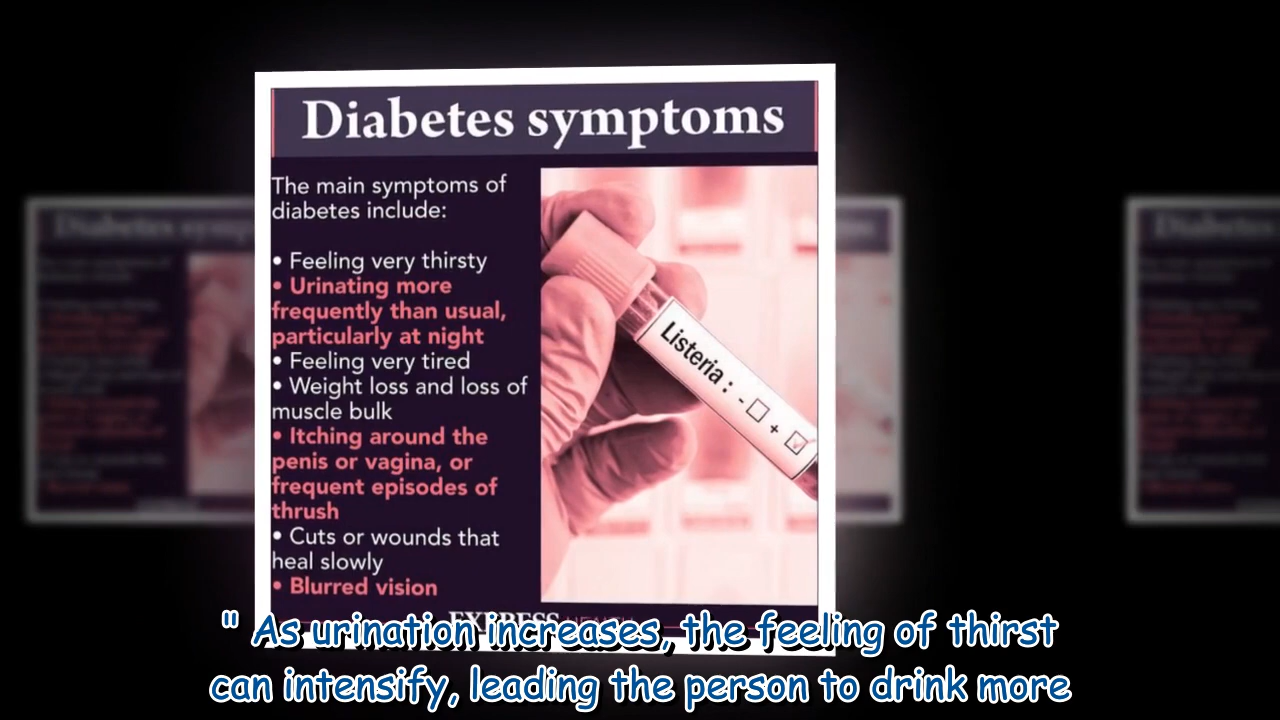 Diabetes symptoms
The main symptoms of
diabetes include:
• Feeling very thirsty
• Urinating more
frequently than usual,
particularly at night
• Feeling very tired
• Weight loss and loss of
muscle bulk
• Itching around the
penis or vagina, or
frequent episodes of
thrush
• Cuts or wounds that
heal slowly
• Blurred vision
Listeria : - +
EXPRESS HEALTH
" As urination increases, the feeling of thirst
can intensify, leading the person to drink more